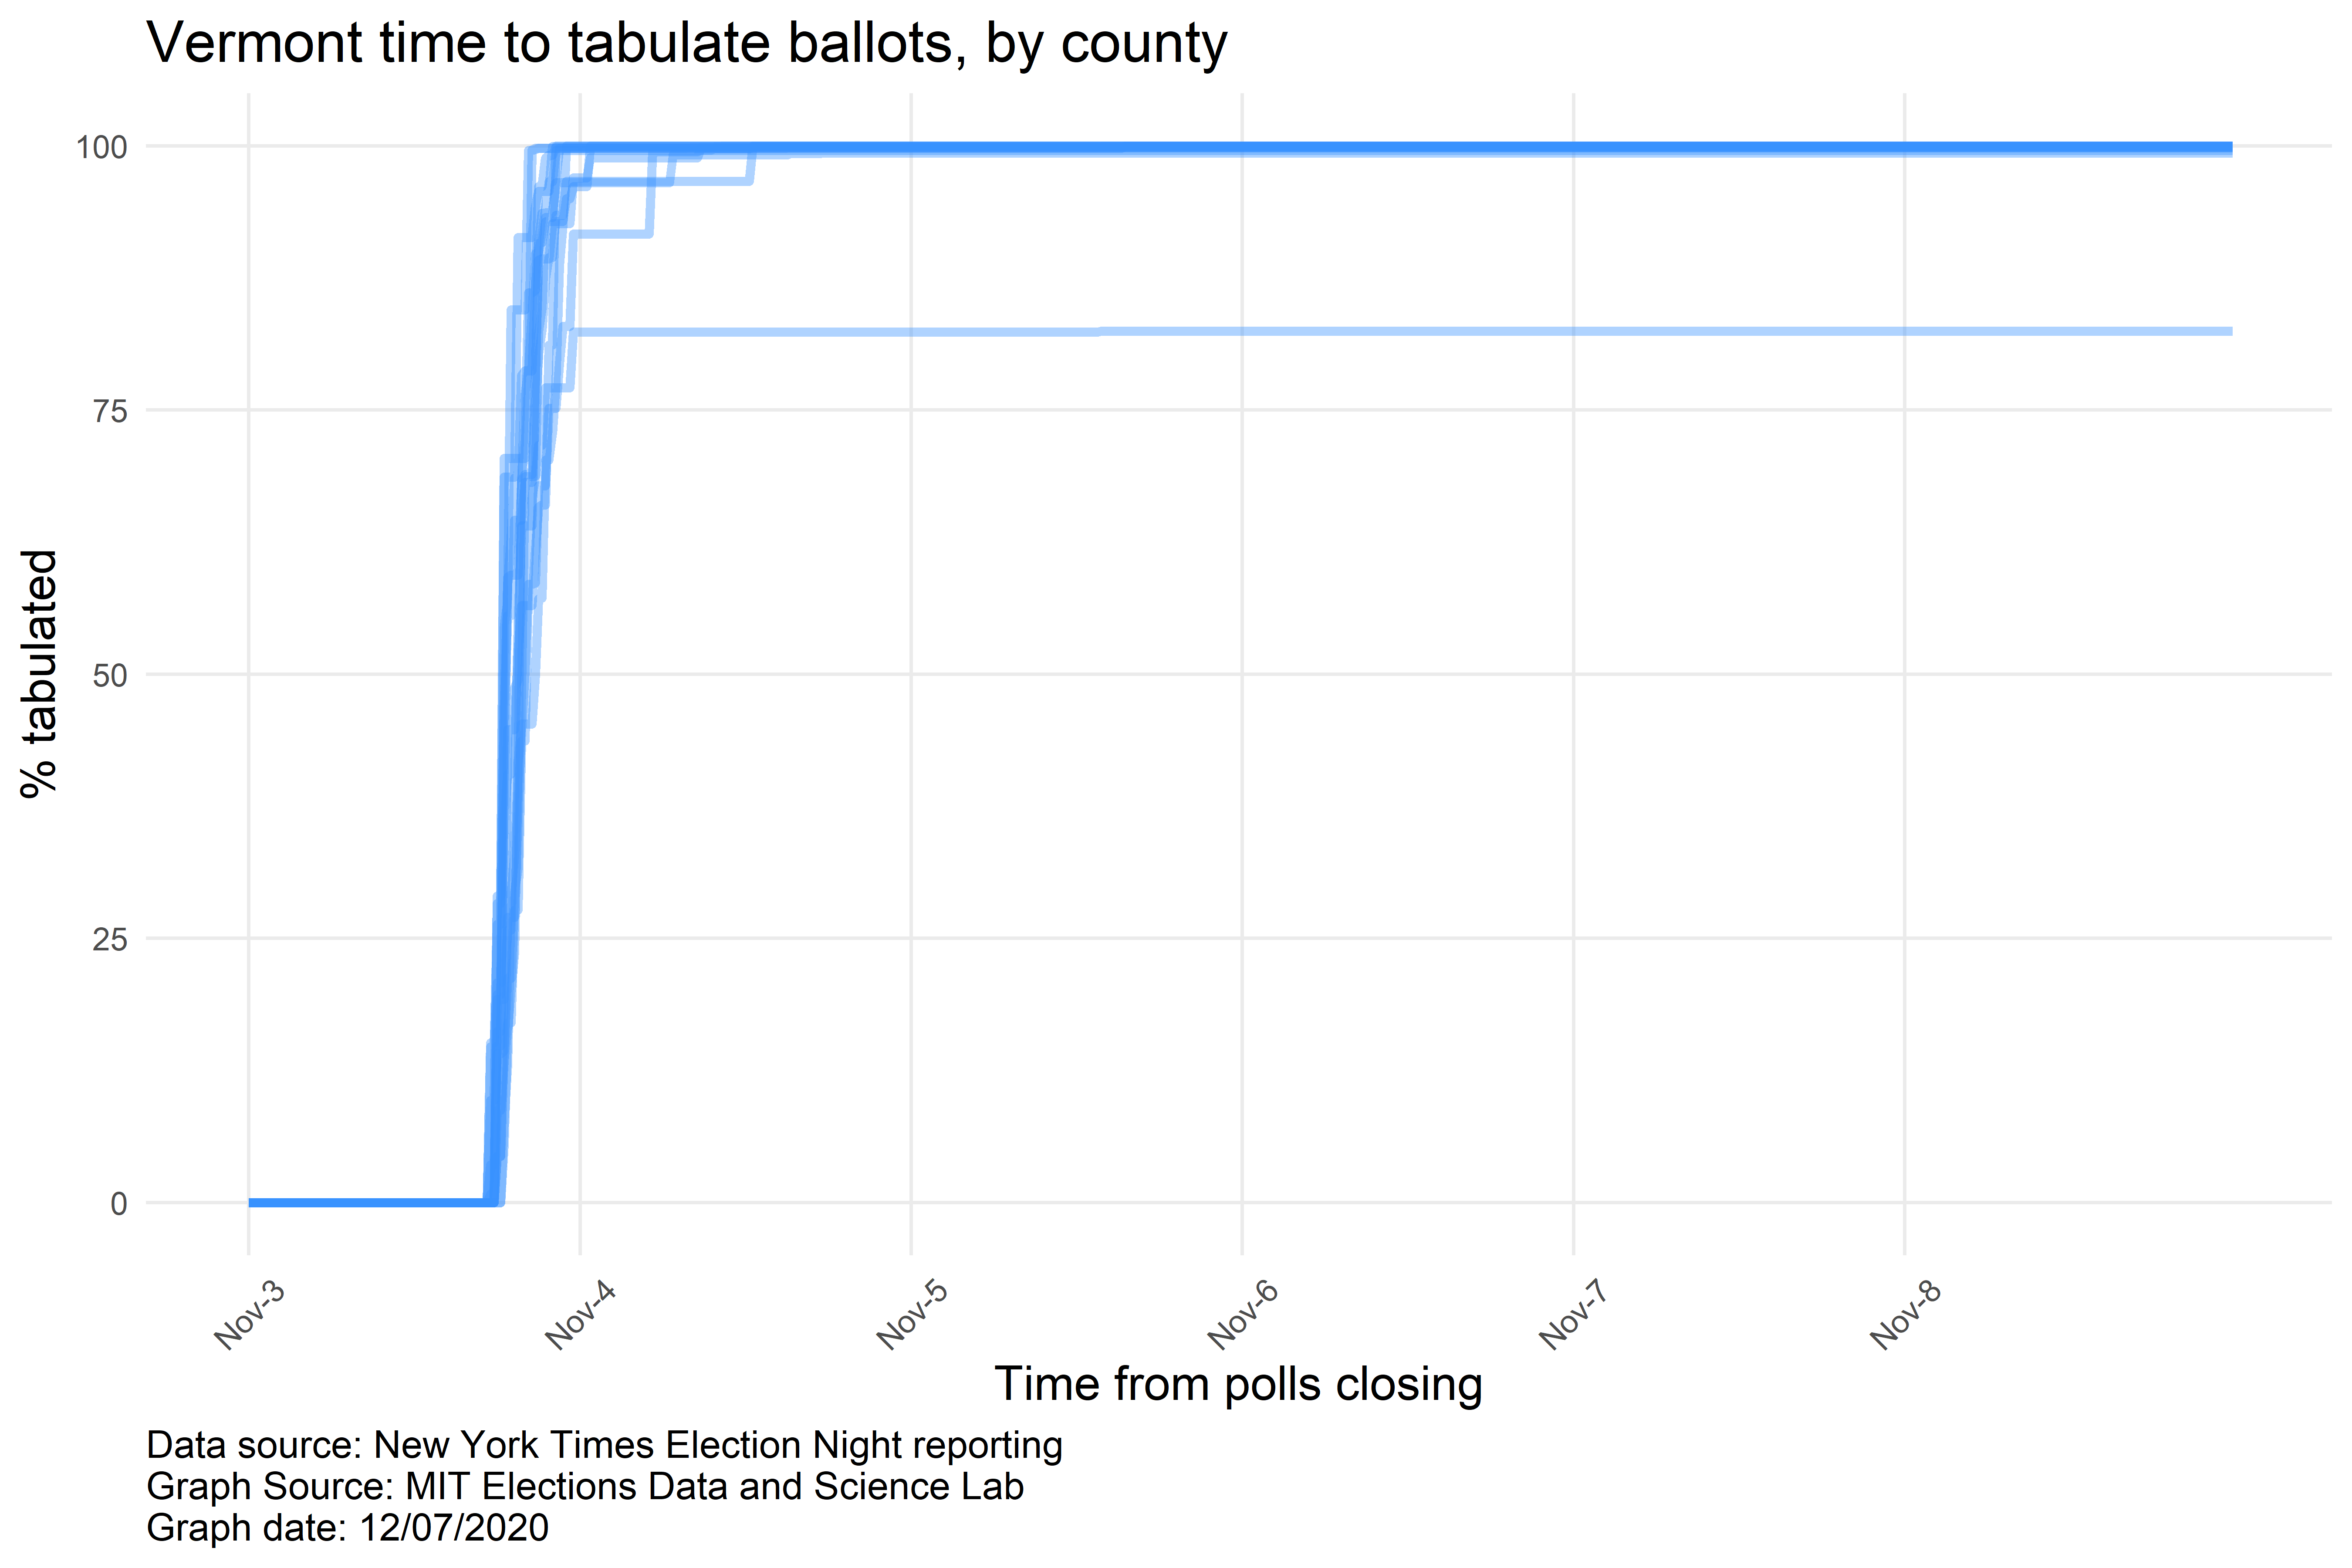 Vermont time to tabulate ballots, by county
100
75
50
25
0
% tabulated
Nov-3
Nov-4
Nov-5
Nov-6
Nov-7
Nov-8
Time from polls closing
Data source: New York Times Election Night reporting
Graph Source: MIT Elections Data and Science Lab
Graph date: 12/07/2020